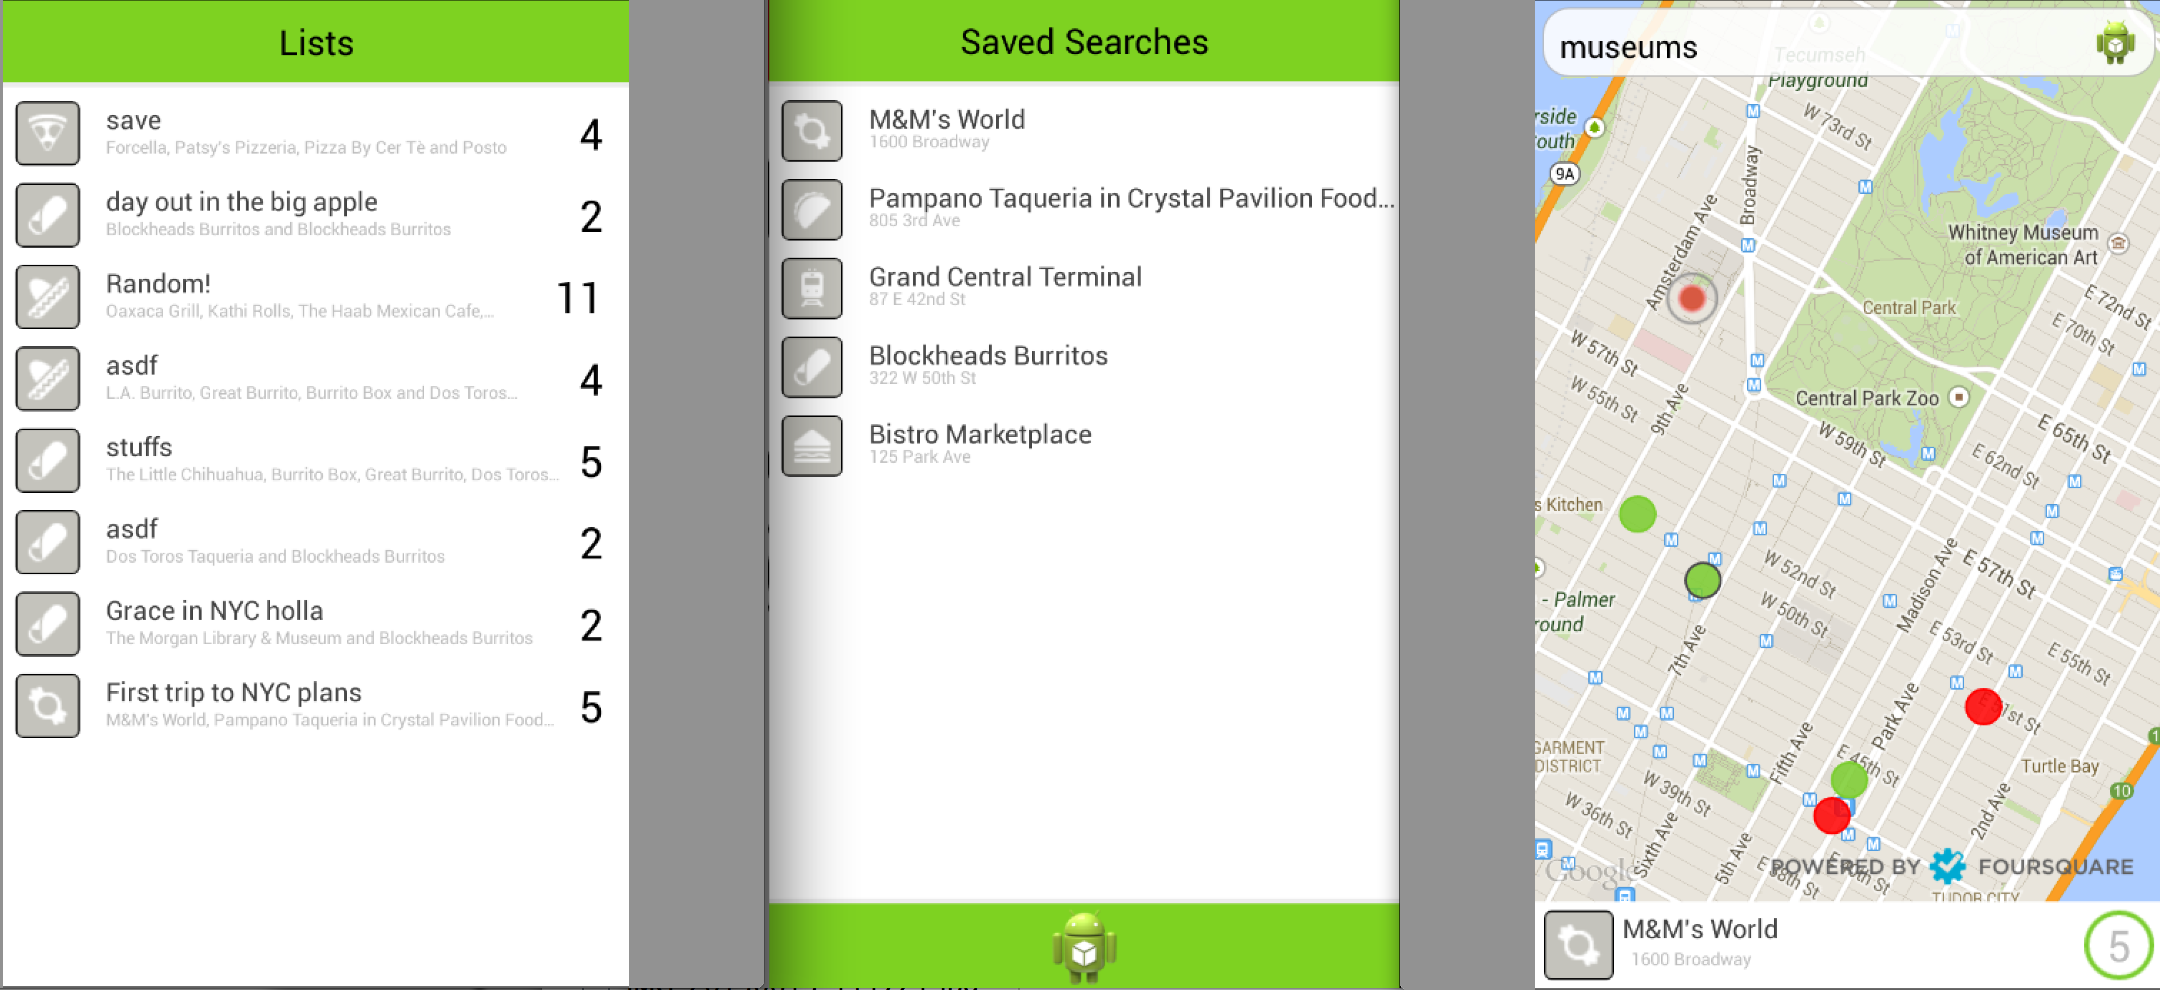 Lists
save
Forcella, Patsy's Pizzeria, Pizza By Cer Tè and Posto
4
day out in the big apple
Blockheads Burritos and Blockheads Burritos
2
Random!
Oaxaca Grill, Kathi Rolls, The Haab Mexican Cafe,...
11
asdf
L.A. Burrito, Great Burrito, Burrito Box and Dos Toros...
4
stuffs
The Little Chihuahua, Burrito Box, Great Burrito, Dos Toros...
5
asdf
Dos Toros Taqueria and Blockheads Burritos
2
Grace in NYC holla
The Morgan Library & Museum and Blockheads Burritos
2
First trip to NYC plans
M&M's World, Pampano Taqueria in Crystal Pavilion Food...
5
Saved Searches
M&M's World
1600 Broadway
Pampano Taqueria in Crystal Pavilion Food...
805 3rd Ave
Grand Central Terminal
87 E 42nd St
Blockheads Burritos
322 W 50th St
Bistro Marketplace
125 Park Ave
museums
Tecumseh
Playground
W 73rd St
rside
outh
9A
Broadway
Amsterdam Ave
Whitney Museum
of American Art
Central Park
E 72nd St
E 70th St
W 57th St
W 55th St
9th Ave
Central Park Zoo
W 59th St
E 65th St
E 62nd St
s Kitchen
W 52nd St
W 50th St
E 57th St
Madison Ave
- Palmer
round
7th Ave
E 53rd St
E 55th St
51st St
Park Ave
Fifth Ave
GARMENT
DISTRICT
E 45th St
Turtle Bay
W 39th St
W 36th St
10
2nd Ave
Sixth Ave
5th Ave
E 38th St
Google
POWERED BY FOURSQUARE
TUDOR CITY
M&M's World
1600 Broadway
5